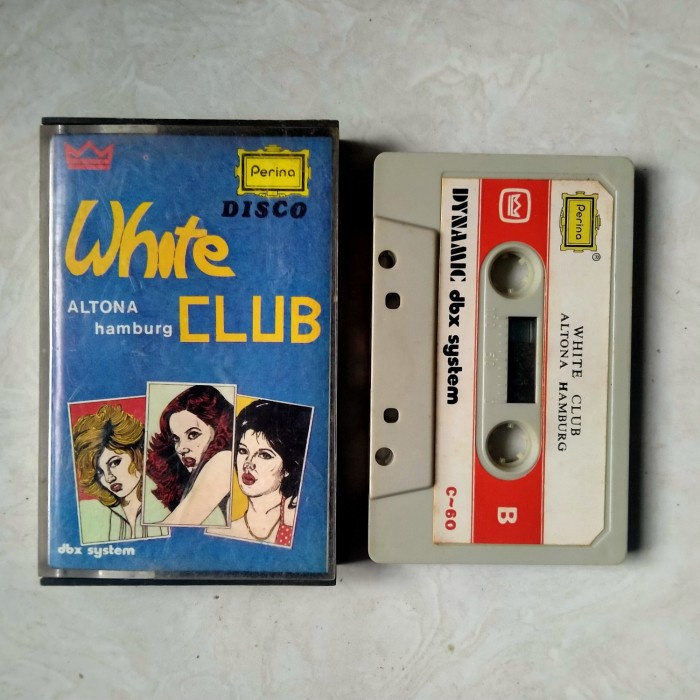 Perina
DISCO
White
ALTONA
hamburg CLUB
dbx system
Perina
®
WHITE CLUB
ALTONA HAMBURG
B
DYNAMIC dbx system
C~60